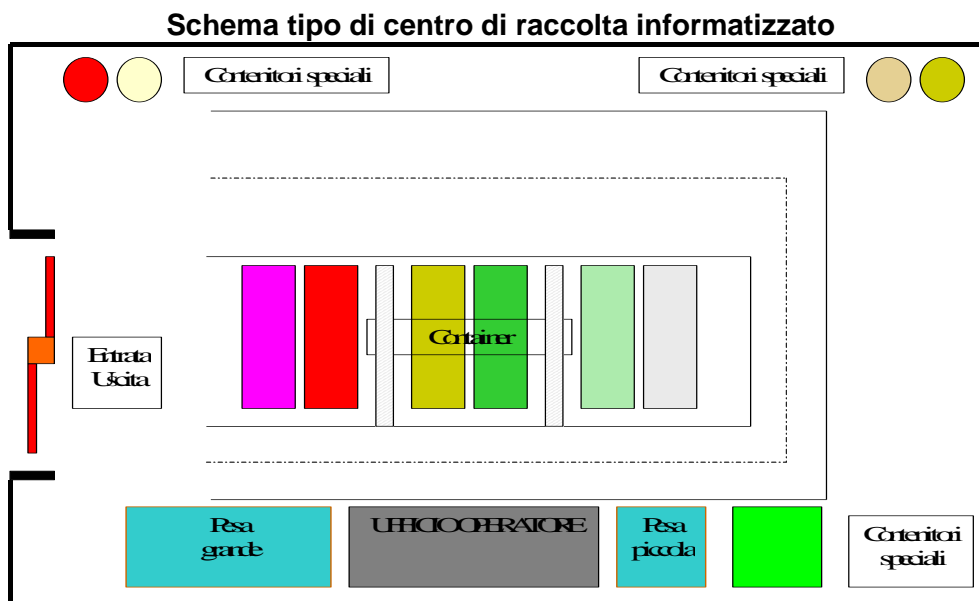 Schema tipo di centro di raccolta informatizzato
Contenitori speciali
Contenitori speciali
Container
Entrata
Uscita
Pesa
grande
UFFICIO OPERATORE
Pesa
piccola
Contenitori
speciali